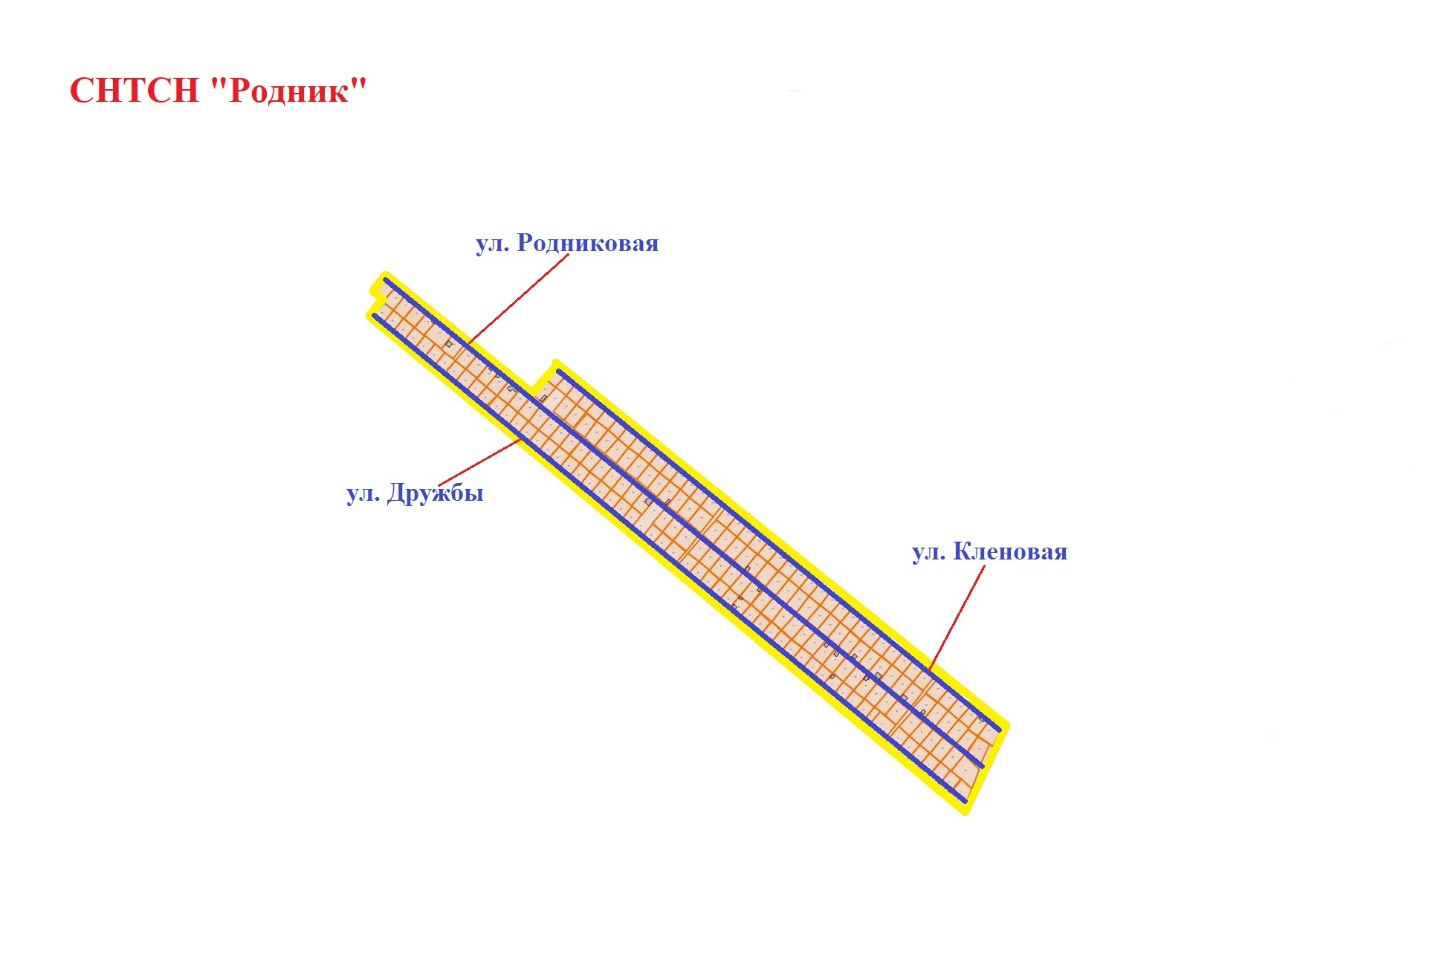 СНТСН "Родник"
ул. Родниковая
ул. Дружбы
ул. Кленовая